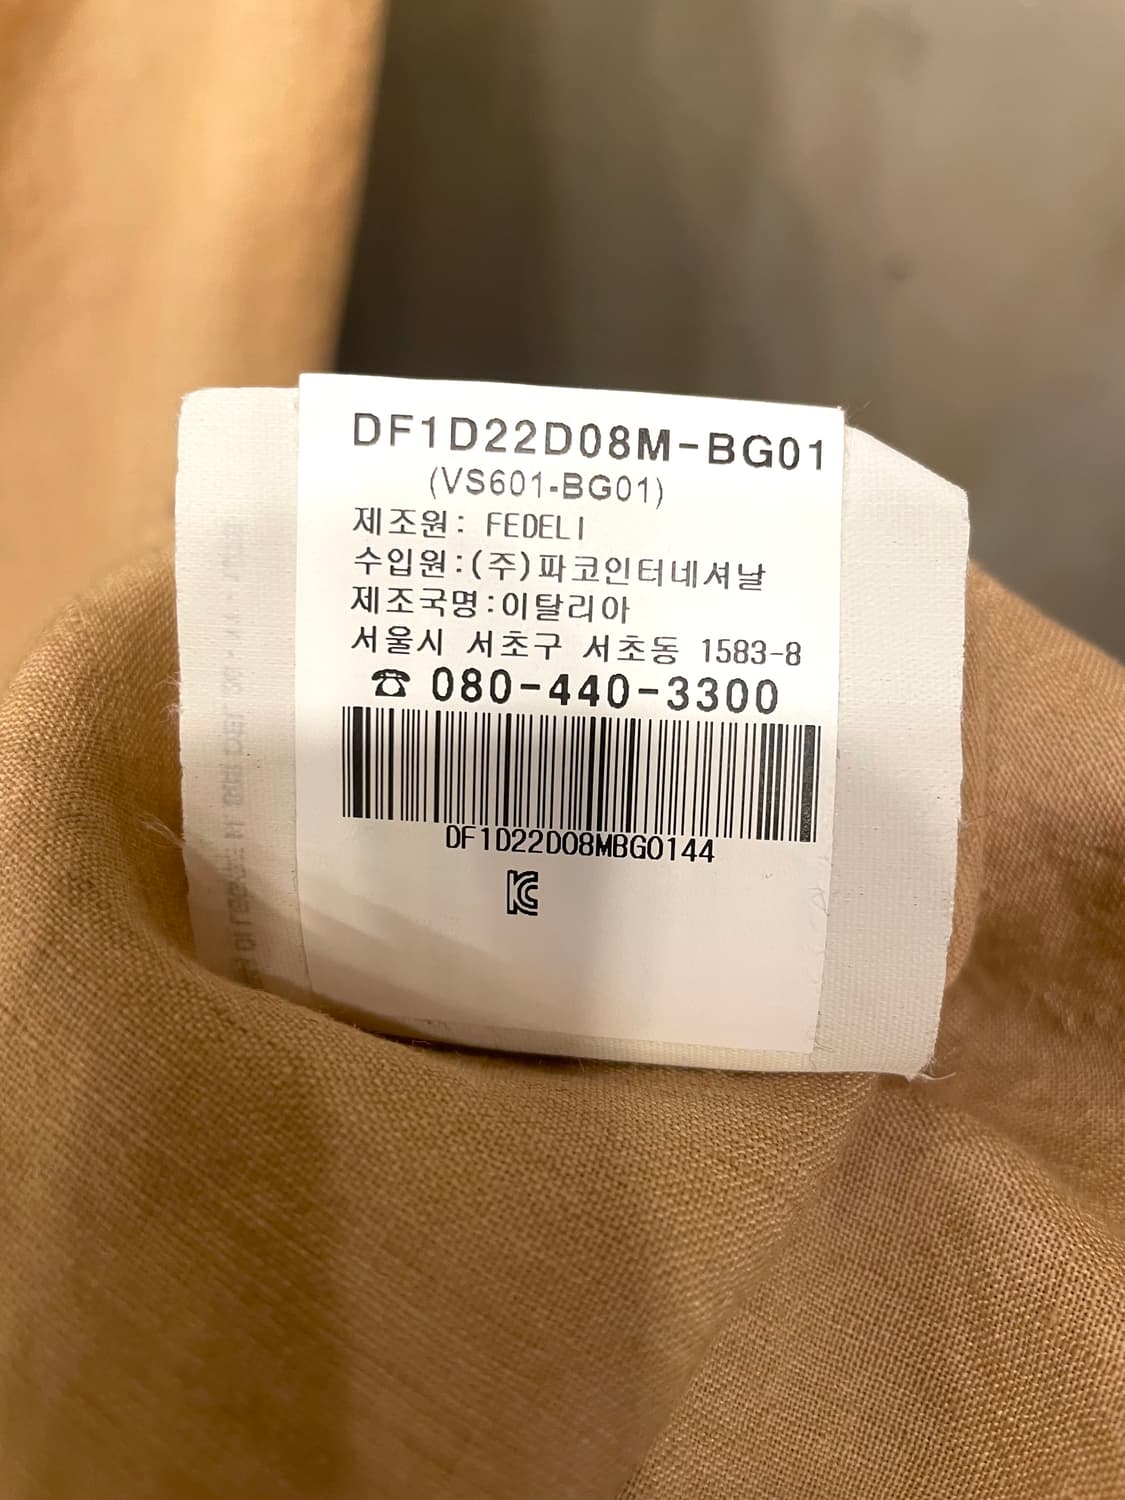 DF1D22D08M-BG01
(VS601-BG01)
제조원: FEDELI
수입원:(주)파코인터네셔날
제조국명:이탈리아
서울시 서초구 서초동 1583-8
☎ 080-440-3300
DF1D22D08MBG0144
KC